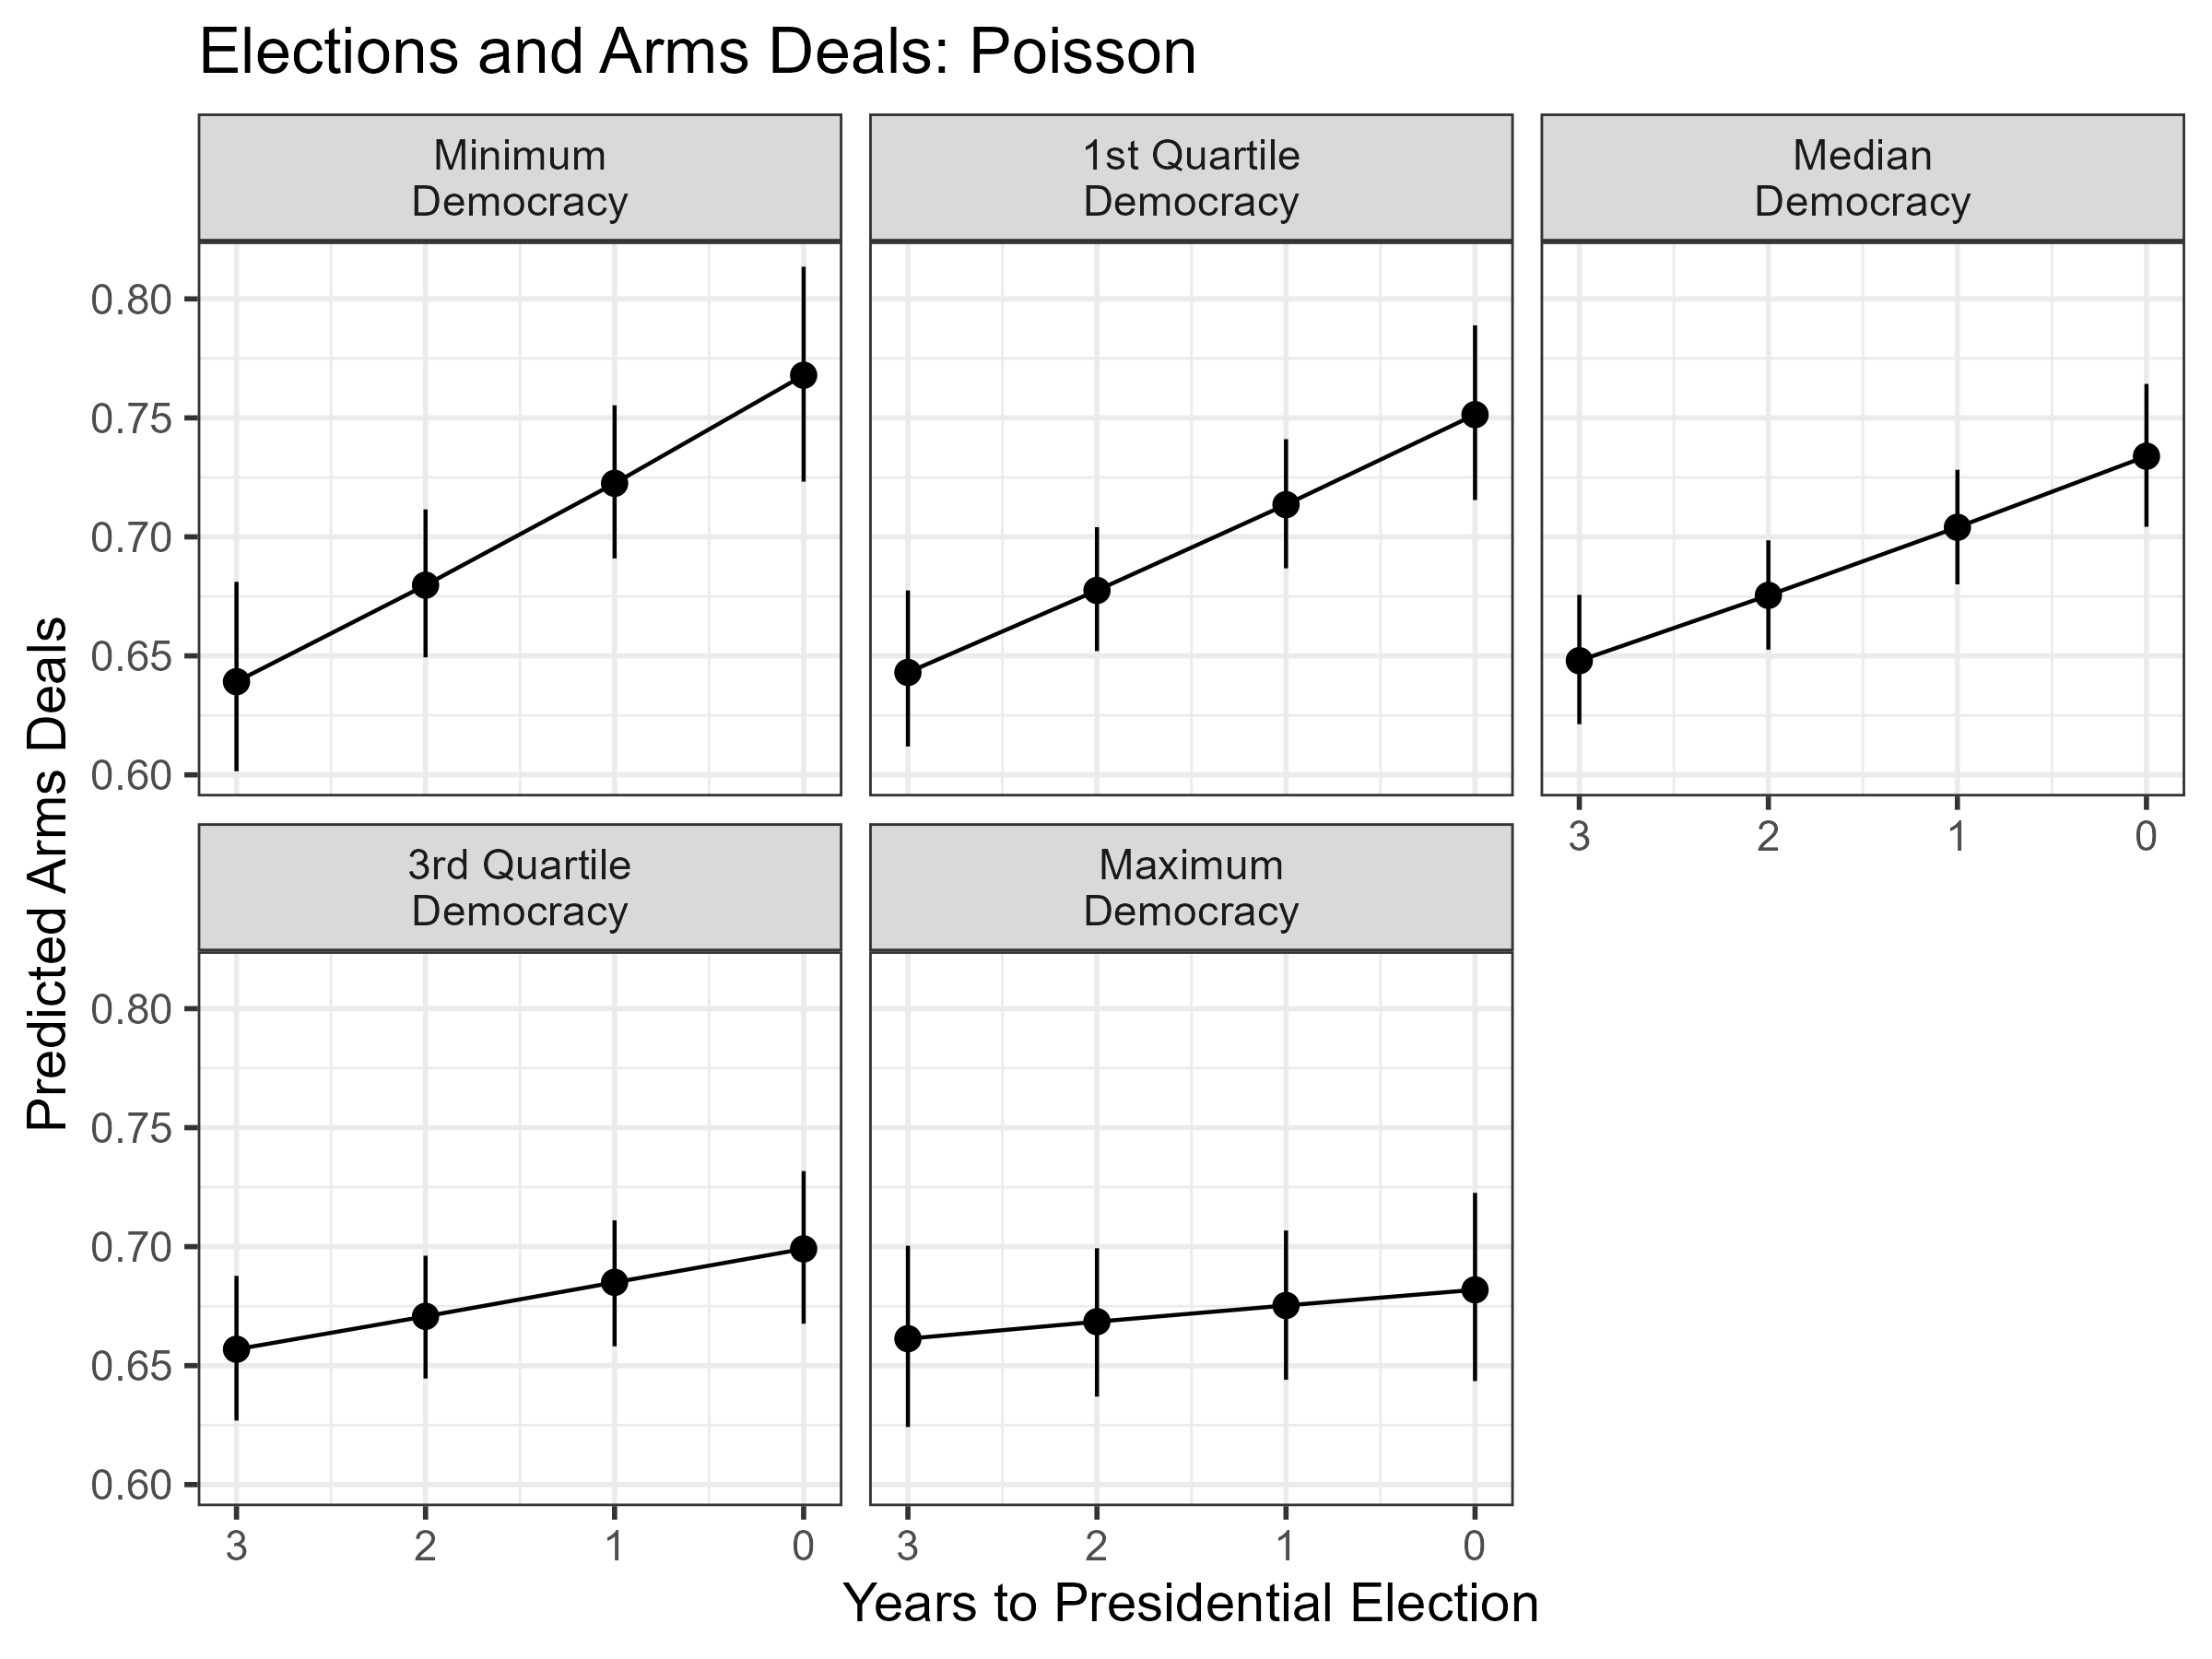 Elections and Arms Deals: Poisson
Minimum
Democracy
1st Quartile
Democracy
Median
Democracy
0.80
0.75
0.70
0.65
0.60
3 2 1 0
3rd Quartile
Democracy
Maximum
Democracy
0.80
0.75
0.70
0.65
0.60
3 2 1 0
3 2 1 0
Predicted Arms Deals
Years to Presidential Election